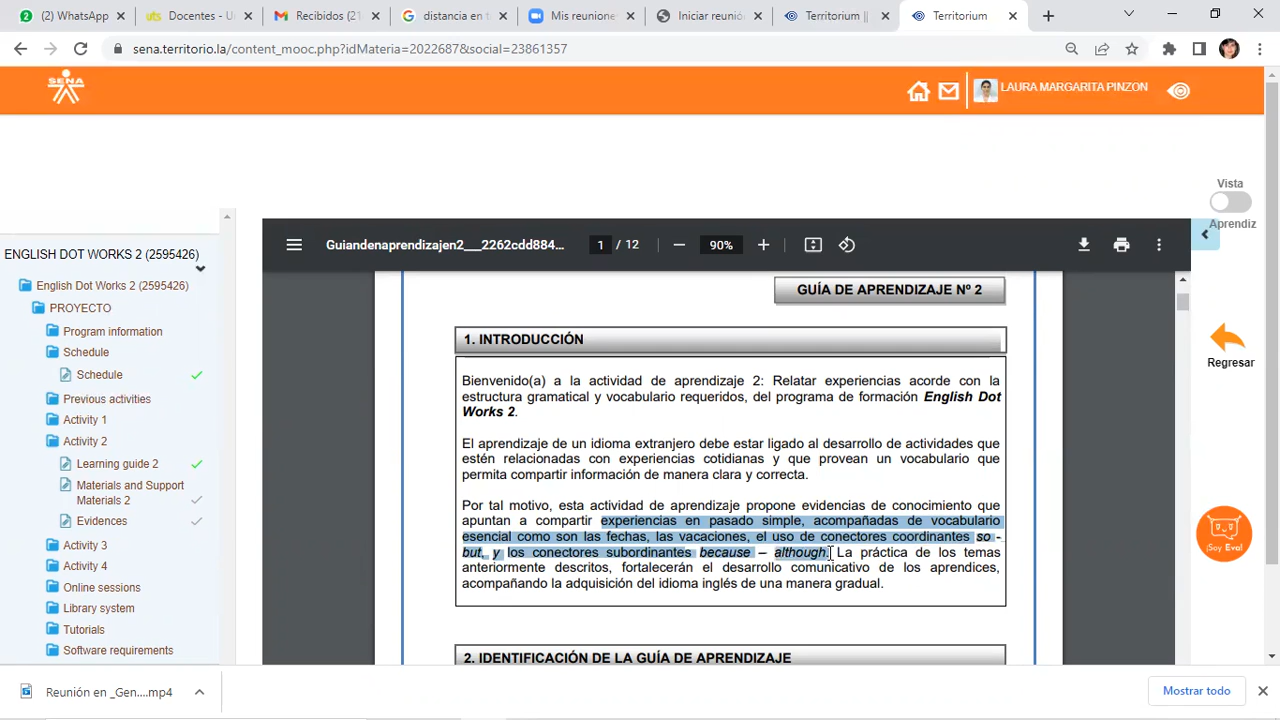 (2) WhatsApp
Docentes - U
Recibidos (21
distancia en t
Mis reunione
Iniciar reunió
Territorium ||
Territorium
sena.territorio.la/content_mooc.php?idMateria=2022687&social=23861357
SENA
LAURA MARGARITA PINZON
Vista
Aprendiz
Regresar
¡Soy Eva!
ENGLISH DOT WORKS 2 (2595426)
English Dot Works 2 (2595426)
PROYECTO
Program information
Schedule
Schedule
Previous activities
Activity 1
Activity 2
Learning guide 2
Materials and Support
Materials 2
Evidences
Activity 3
Activity 4
Online sessions
Library system
Tutorials
Software requirements
Guiandenaprendizajen2__2262cdd884...
1 / 12
90%
GUÍA DE APRENDIZAJE Nº 2
1. INTRODUCCIÓN
Bienvenido(a) a la actividad de aprendizaje 2: Relatar experiencias acorde con la
estructura gramatical y vocabulario requeridos, del programa de formación English Dot
Works 2.
El aprendizaje de un idioma extranjero debe estar ligado al desarrollo de actividades que
estén relacionadas con experiencias cotidianas y que provean un vocabulario que
permita compartir información de manera clara y correcta.
Por tal motivo, esta actividad de aprendizaje propone evidencias de conocimiento que
apuntan a compartir experiencias en pasado simple, acompañadas de vocabulario
esencial como son las fechas, las vacaciones, el uso de conectores coordinantes so -
but, y los conectores subordinantes because – although. La práctica de los temas
anteriormente descritos, fortalecerán el desarrollo comunicativo de los aprendices,
acompañando la adquisición del idioma inglés de una manera gradual.
2. IDENTIFICACIÓN DE LA GUÍA DE APRENDIZAJE
Reunión en _Gen....mp4
Mostrar todo